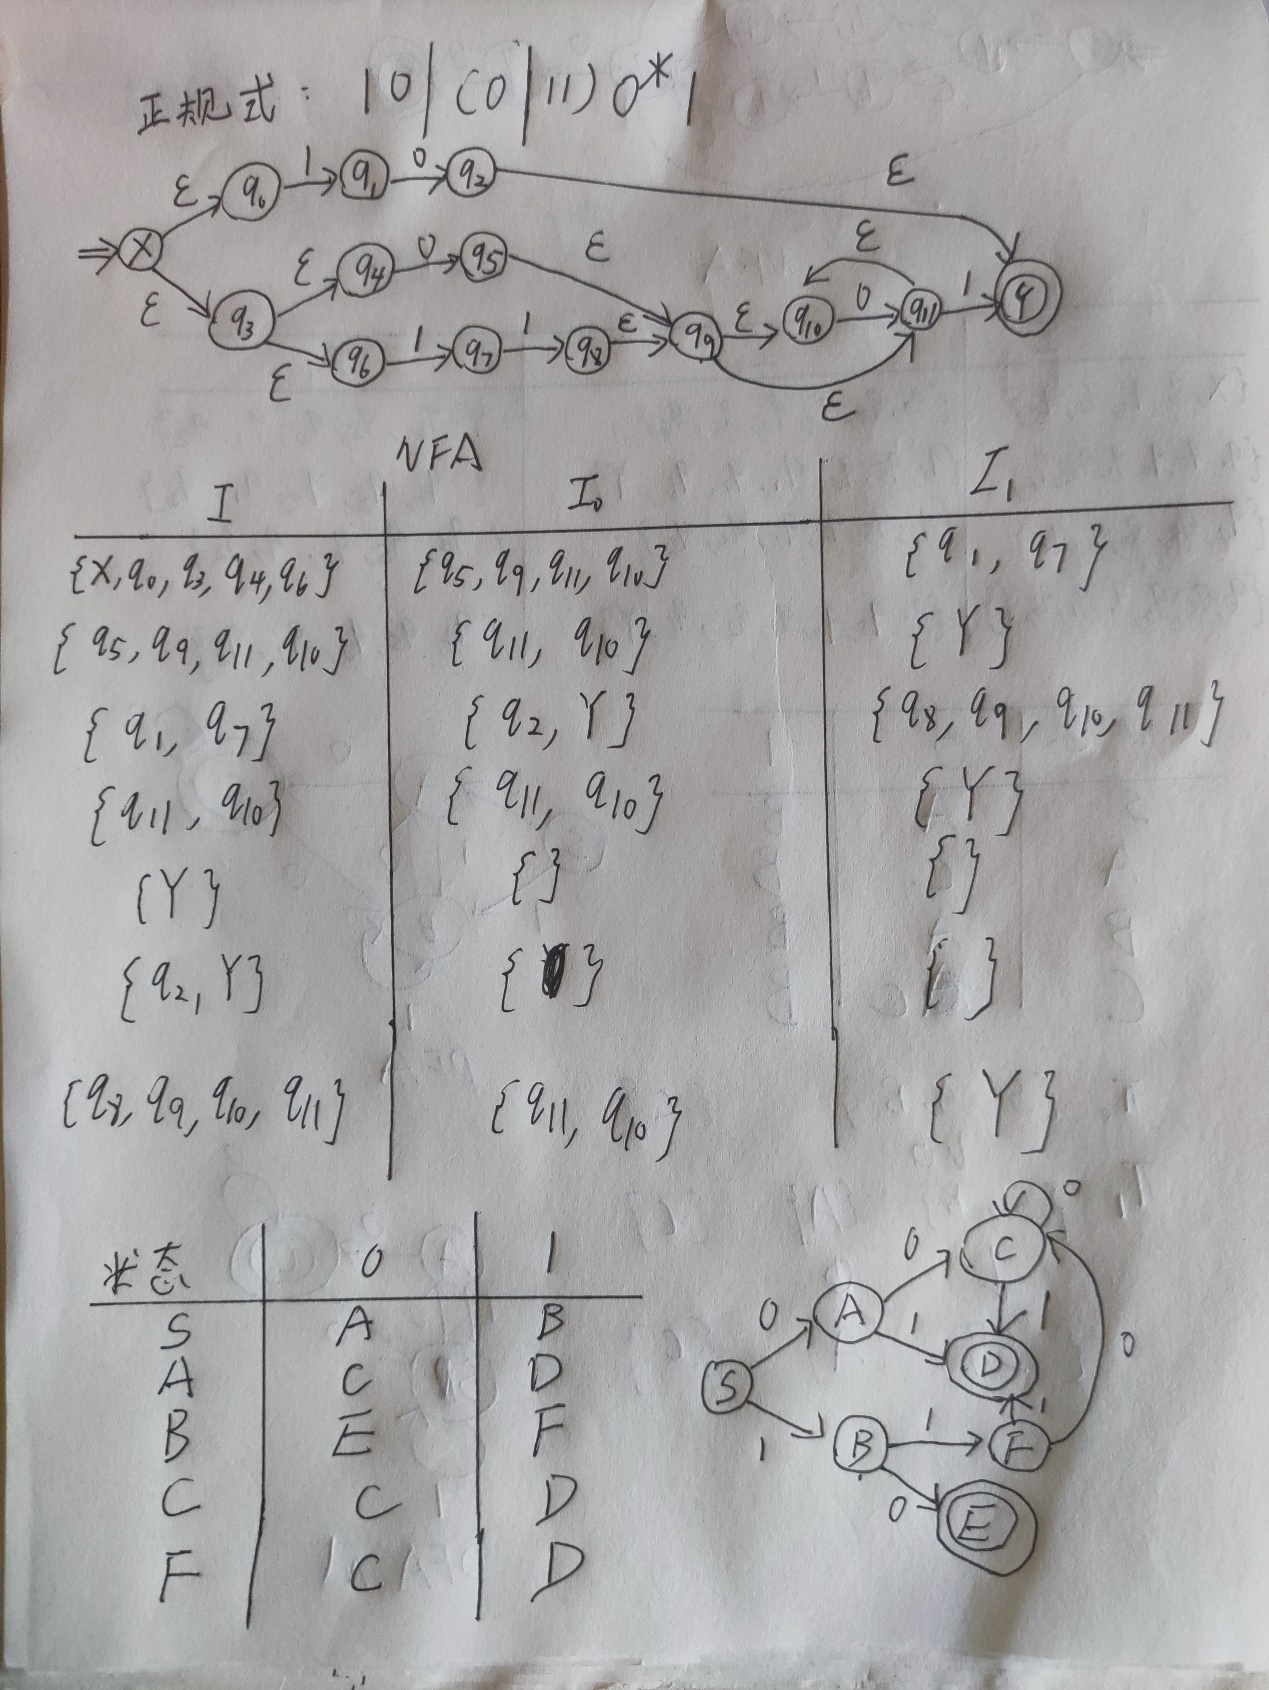 正规式: 10|(0|11)0*1
ε q0 1 q1 0 q2 ε
X ε q4 0 q5 ε ε
ε q3 ε q10 0 q11 1 Y
ε q6 1 q7 1 q8 ε q9 ε
NFA
I I0 I1
{X,q0,q3,q4,q6} {q5,q9,q11,q10} {q1,q7}
{q5,q9,q11,q10} {q11,q10} {Y}
{q1,q7} {q2,Y} {q8,q9,q10,q11}
{q11,q10} {q11,q10} {Y}
{Y} {} {}
{q2,Y} { } { }
{q8,q9,q10,q11} {q11,q10} {Y}
状态 0 1
S A B
A C D
B E F
C C D
F C D
0
0 C
0 A 1 1
S D 0
1 B 1 F 1
0 E